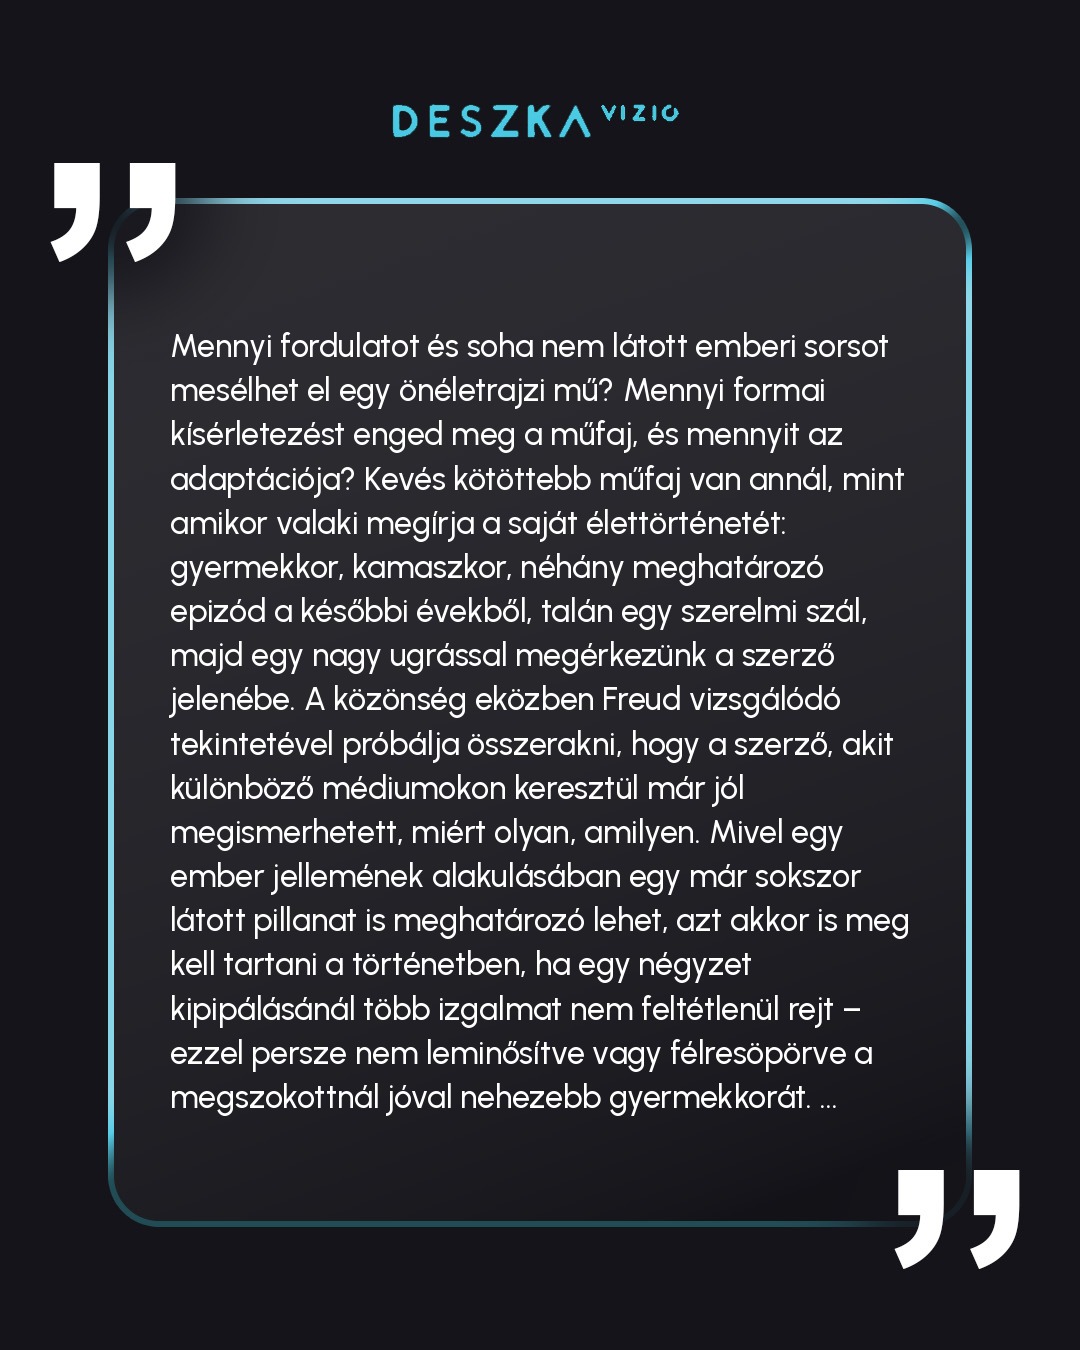 DESZKA VIZIO
”
Mennyi fordulatot és soha nem látott emberi sorsot
mesélhet el egy önéletrajzi mű? Mennyi formai
kísérletezést enged meg a műfaj, és mennyit az
adaptációja? Kevés kötöttebb műfaj van annál, mint
amikor valaki megírja a saját élettörténetét:
gyermekkor, kamaszkor, néhány meghatározó
epizód a későbbi évekből, talán egy szerelmi szál,
majd egy nagy ugrással megérkezünk a szerző
jelenébe. A közönség eközben Freud vizsgálódó
tekintetével próbálja összerakni, hogy a szerző, akit
különböző médiumokon keresztül már jól
megismerhetett, miért olyan, amilyen. Mivel egy
ember jellemének alakulásában egy már sokszor
látott pillanat is meghatározó lehet, azt akkor is meg
kell tartani a történetben, ha egy négyzet
kipipálásánál több izgalmat nem feltétlenül rejt –
ezzel persze nem leminősítve vagy félresöpörve a
megszokottnál jóval nehezebb gyermekkorát. ...
”